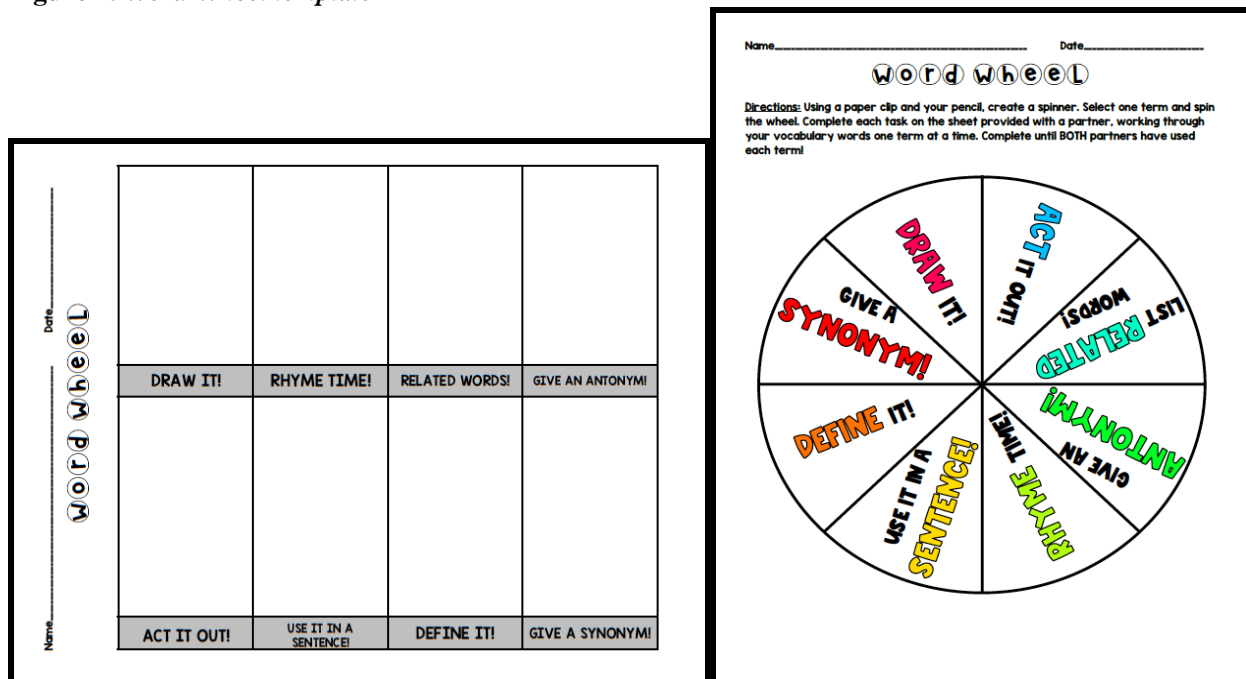 Name Date
word wheel
DRAW IT!
RHYME TIME!
RELATED WORDS!
GIVE AN ANTONYM!
ACT IT OUT!
USE IT IN A
SENTENCE!
DEFINE IT!
GIVE A SYNONYM!
Name Date
word wheel
Directions: Using a paper clip and your pencil, create a spinner. Select one term and spin
the wheel. Complete each task on the sheet provided with a partner, working through
your vocabulary words one term at a time. Complete until BOTH partners have used
each term!
DRAW IT!
ACT IT OUT!
LIST RELATED
WORDS!
GIVE AN
ANTONYM!
RHYME TIME!
USE IT IN A
SENTENCE!
DEFINE IT!
GIVE A
SYNONYM!